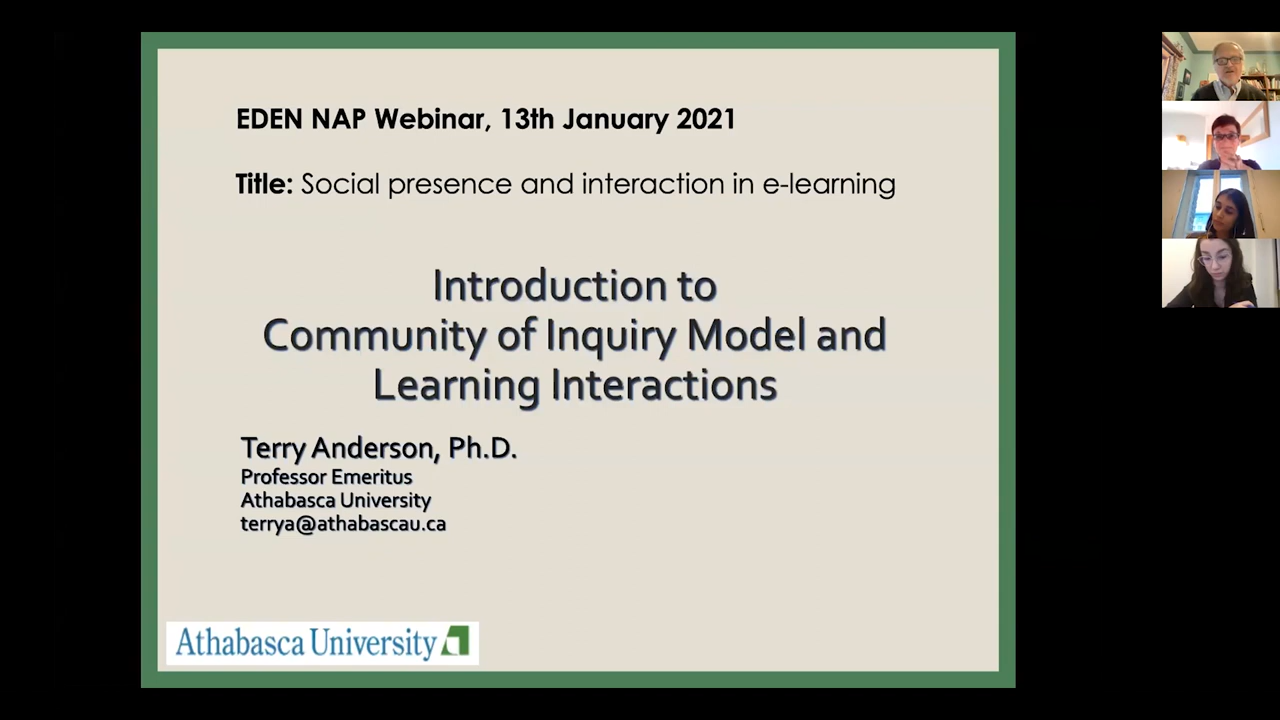 EDEN NAP Webinar, 13th January 2021
Title: Social presence and interaction in e-learning
Introduction to
Community of Inquiry Model and
Learning Interactions
Terry Anderson, Ph.D.
Professor Emeritus
Athabasca University
terrya@athabascau.ca
Athabasca University